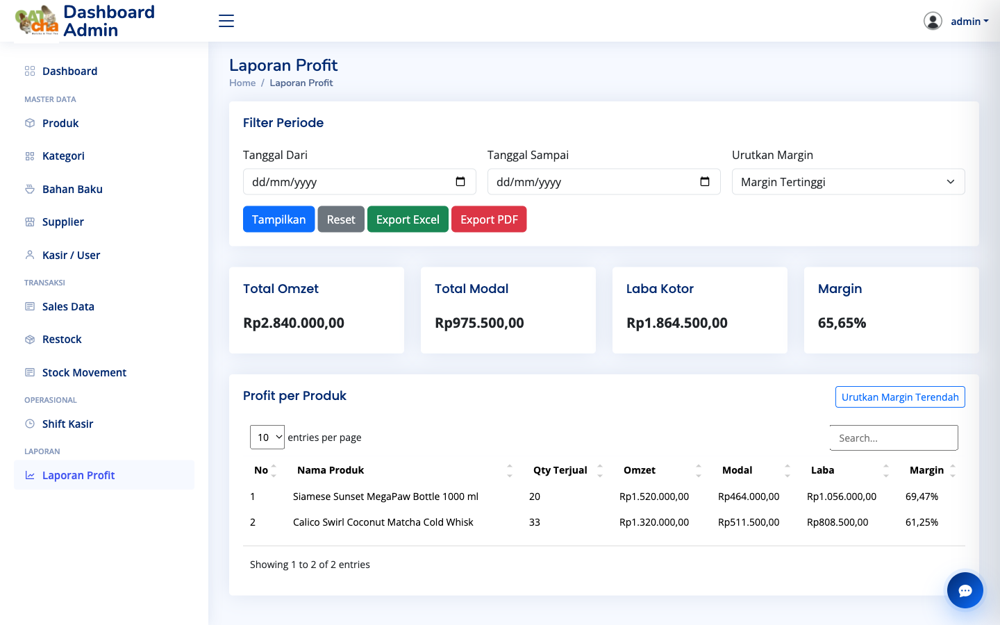 CATcha
Matcha & Thai Tea
Dashboard
Admin
admin
Dashboard
MASTER DATA
Produk
Kategori
Bahan Baku
Supplier
Kasir / User
TRANSAKSI
Sales Data
Restock
Stock Movement
OPERASIONAL
Shift Kasir
LAPORAN
Laporan Profit
Laporan Profit
Home / Laporan Profit
Filter Periode
Tanggal Dari Tanggal Sampai Urutkan Margin
dd/mm/yyyy dd/mm/yyyy Margin Tertinggi
Tampilkan Reset Export Excel Export PDF
Total Omzet Total Modal Laba Kotor Margin
Rp2.840.000,00 Rp975.500,00 Rp1.864.500,00 65,65%
Profit per Produk Urutkan Margin Terendah
10 entries per page Search...
No Nama Produk Qty Terjual Omzet Modal Laba Margin
1 Siamese Sunset MegaPaw Bottle 1000 ml 20 Rp1.520.000,00 Rp464.000,00 Rp1.056.000,00 69,47%
2 Calico Swirl Coconut Matcha Cold Whisk 33 Rp1.320.000,00 Rp511.500,00 Rp808.500,00 61,25%
Showing 1 to 2 of 2 entries